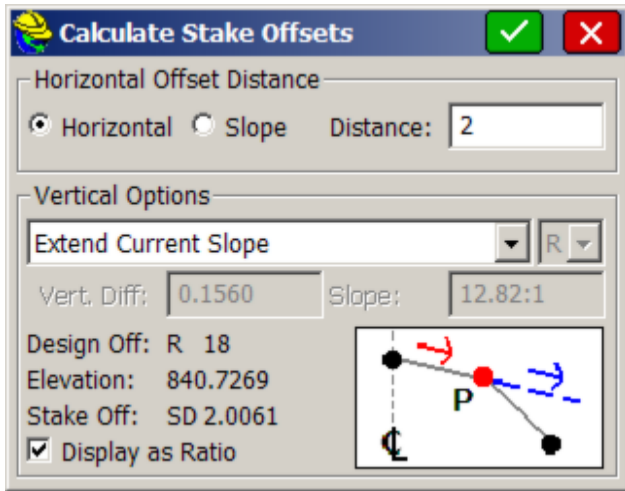 Calculate Stake Offsets
Horizontal Offset Distance
Horizontal Slope Distance: 2
Vertical Options
Extend Current Slope R
Vert. Diff: 0.1560 Slope: 12.82:1
Design Off: R 18
Elevation: 840.7269
Stake Off: SD 2.0061
Display as Ratio
P
℄